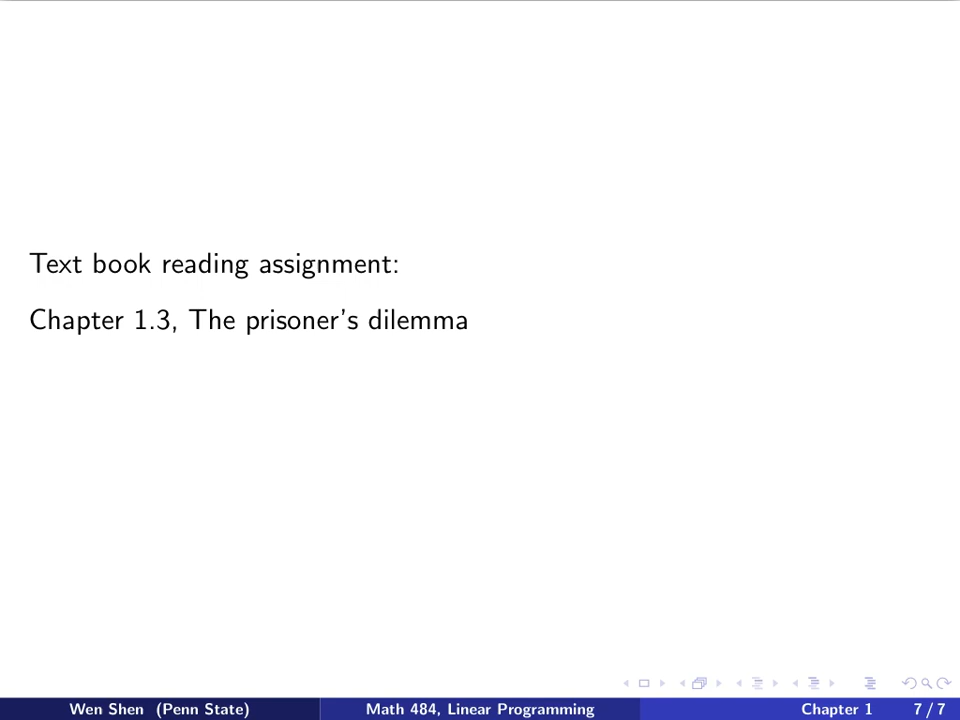 Text book reading assignment:
Chapter 1.3, The prisoner's dilemma
Wen Shen (Penn State) Math 484, Linear Programming Chapter 1 7 / 7